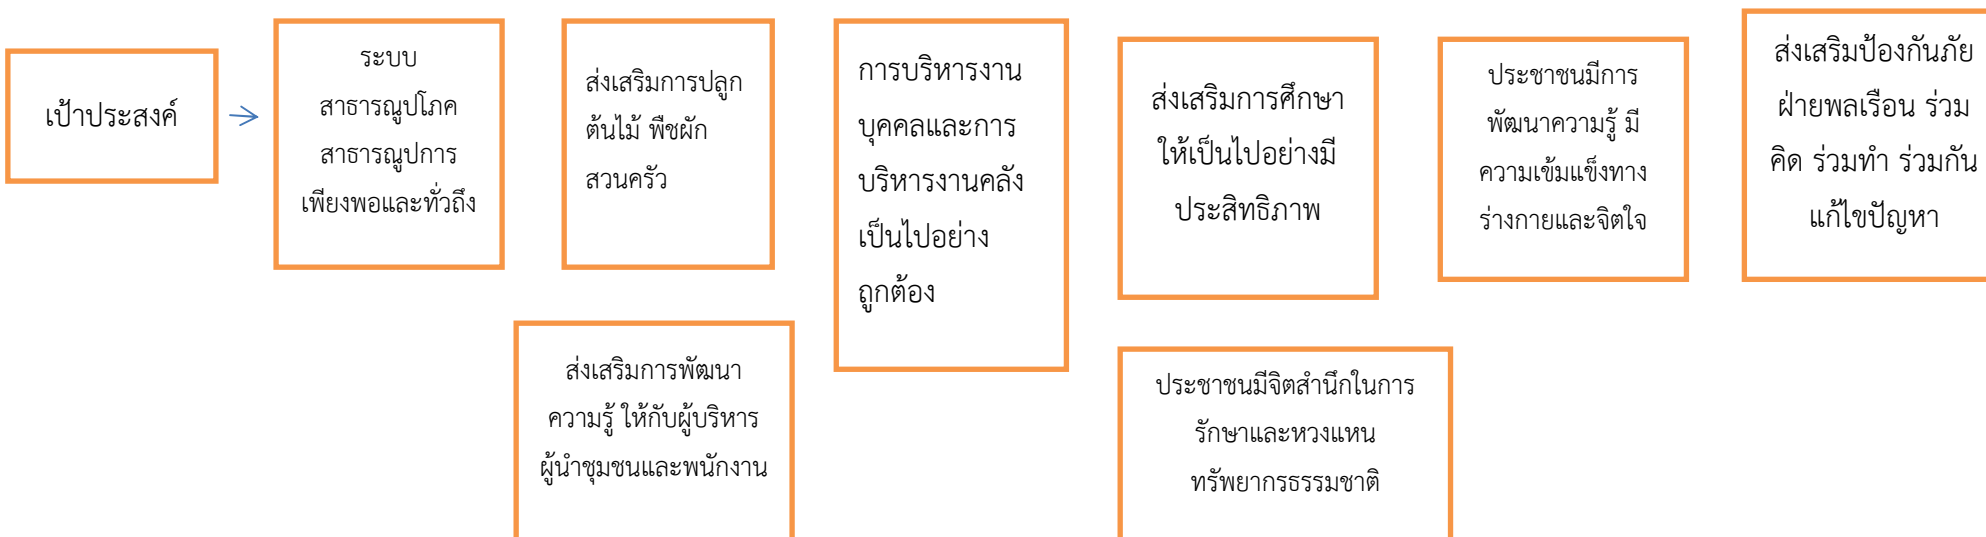 เป้าประสงค์
ระบบ
สาธารณูปโภค
สาธารณูปการ
เพียงพอและทั่วถึง
ส่งเสริมการปลูก
ต้นไม้ พืชผัก
สวนครัว
การบริหารงาน
บุคคลและการ
บริหารงานคลัง
เป็นไปอย่าง
ถูกต้อง
ส่งเสริมการศึกษา
ให้เป็นไปอย่างมี
ประสิทธิภาพ
ประชาชนมีการ
พัฒนาความรู้ มี
ความเข้มแข็งทาง
ร่างกายและจิตใจ
ส่งเสริมป้องกันภัย
ฝ่ายพลเรือน ร่วม
คิด ร่วมทำ ร่วมกัน
แก้ไขปัญหา
ส่งเสริมการพัฒนา
ความรู้ ให้กับผู้บริหาร
ผู้นำชุมชนและพนักงาน
ประชาชนมีจิตสำนึกในการ
รักษาและหวงแหน
ทรัพยากรธรรมชาติ